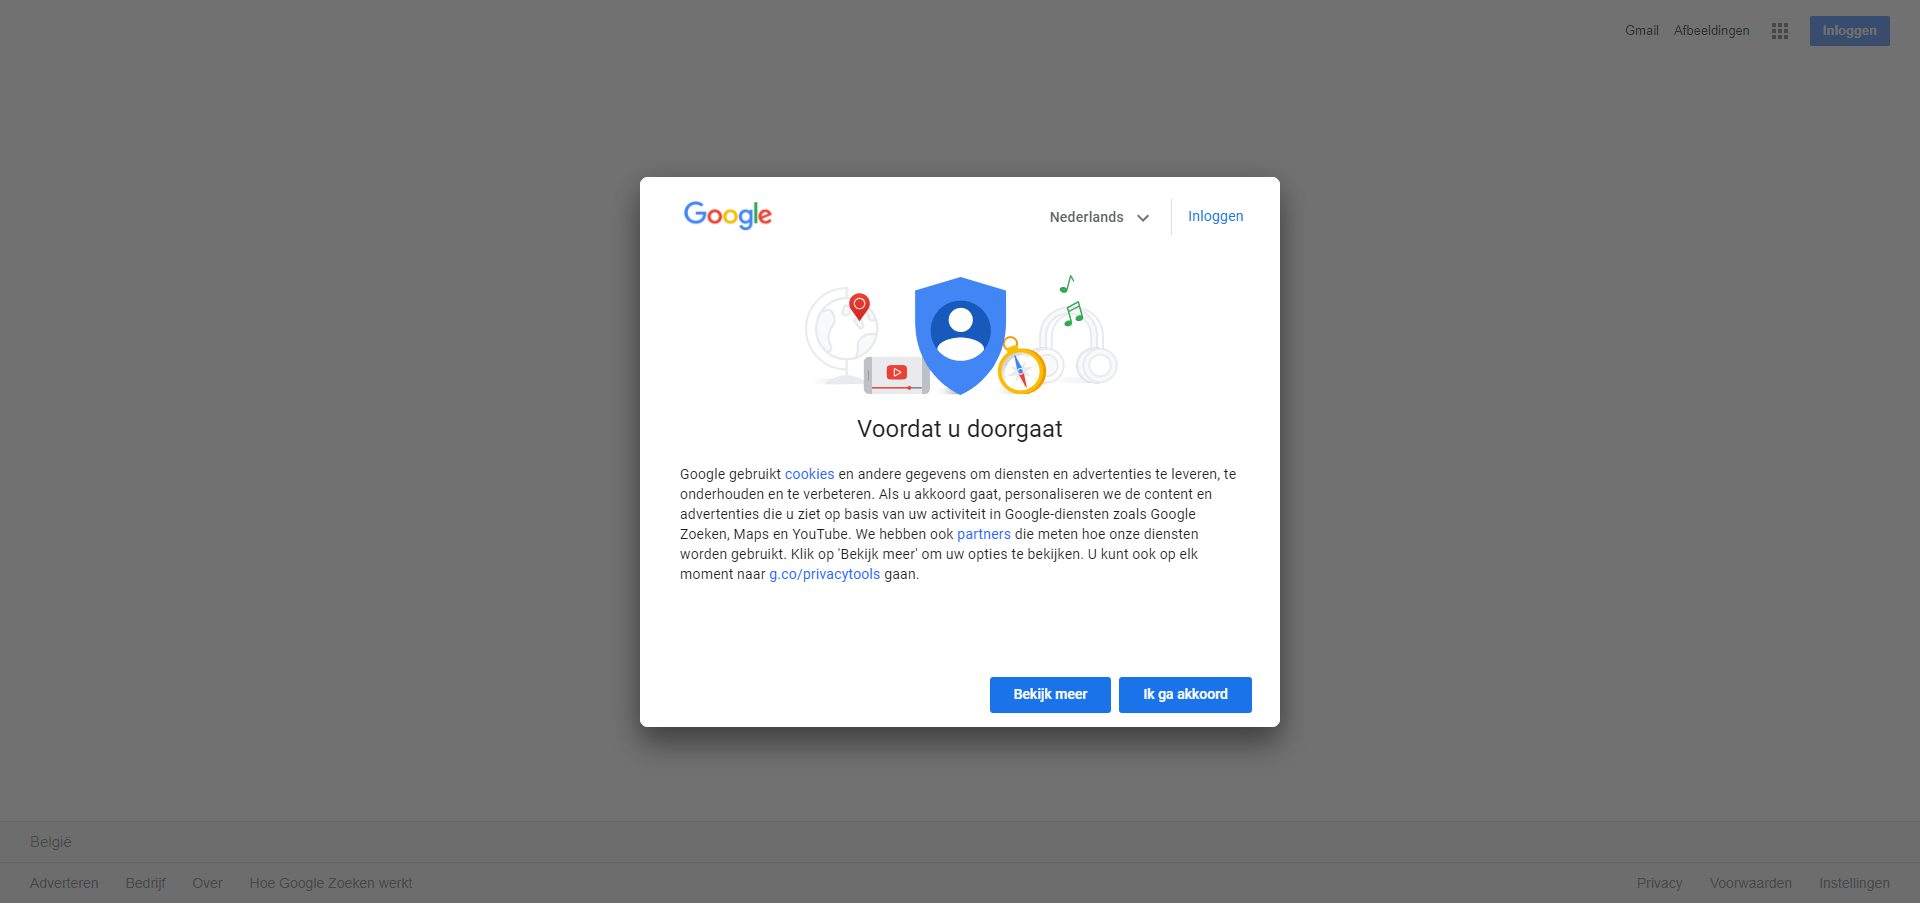 Gmail Afbeeldingen Inloggen
Google
Nederlands Inloggen
Voordat u doorgaat
Google gebruikt cookies en andere gegevens om diensten en advertenties te leveren, te
onderhouden en te verbeteren. Als u akkoord gaat, personaliseren we de content en
advertenties die u ziet op basis van uw activiteit in Google-diensten zoals Google
Zoeken, Maps en YouTube. We hebben ook partners die meten hoe onze diensten
worden gebruikt. Klik op 'Bekijk meer' om uw opties te bekijken. U kunt ook op elk
moment naar g.co/privacytools gaan.
Bekijk meer Ik ga akkoord
België
Adverteren Bedrijf Over Hoe Google Zoeken werkt Privacy Voorwaarden Instellingen